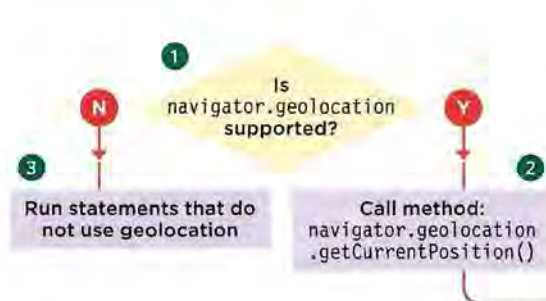 1
Is
navigator.geolocation
supported?
N
Y
3
2
Run statements that do
not use geolocation
Call method:
navigator.geolocation
.getCurrentPosition()